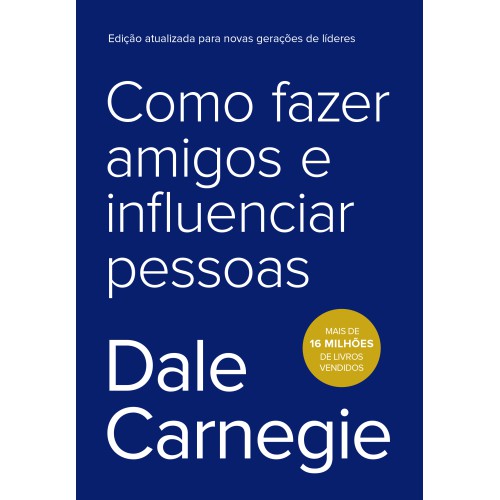 Edição atualizada para novas gerações de líderes
Como fazer
amigos e
influenciar
pessoas
MAIS DE
16 MILHÕES
DE LIVROS
VENDIDOS
Dale
Carnegie